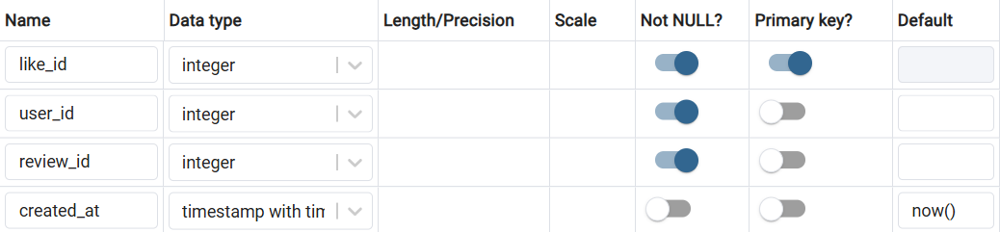 Name Data type Length/Precision Scale Not NULL? Primary key? Default
like_id integer
user_id integer
review_id integer
created_at timestamp with tim now()